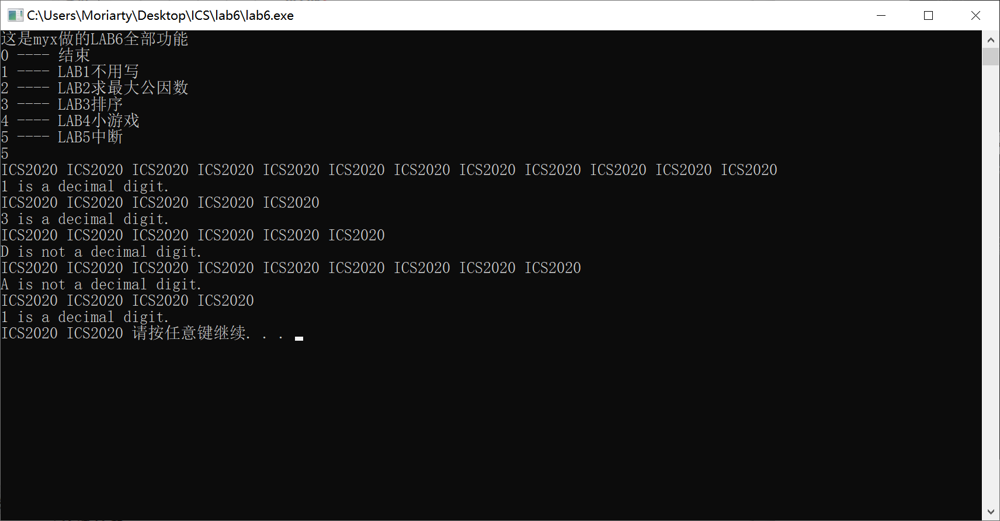 C:\Users\Moriarty\Desktop\ICS\lab6\lab6.exe
这是myx做的LAB6全部功能
0 ---- 结束
1 ---- LAB1不用写
2 ---- LAB2求最大公因数
3 ---- LAB3排序
4 ---- LAB4小游戏
5 ---- LAB5中断
5
ICS2020 ICS2020 ICS2020 ICS2020 ICS2020 ICS2020 ICS2020 ICS2020 ICS2020 ICS2020 ICS2020 ICS2020
1 is a decimal digit.
ICS2020 ICS2020 ICS2020 ICS2020 ICS2020
3 is a decimal digit.
ICS2020 ICS2020 ICS2020 ICS2020 ICS2020 ICS2020
D is not a decimal digit.
ICS2020 ICS2020 ICS2020 ICS2020 ICS2020 ICS2020 ICS2020 ICS2020 ICS2020
A is not a decimal digit.
ICS2020 ICS2020 ICS2020 ICS2020
1 is a decimal digit.
ICS2020 ICS2020 请按任意键继续. . .